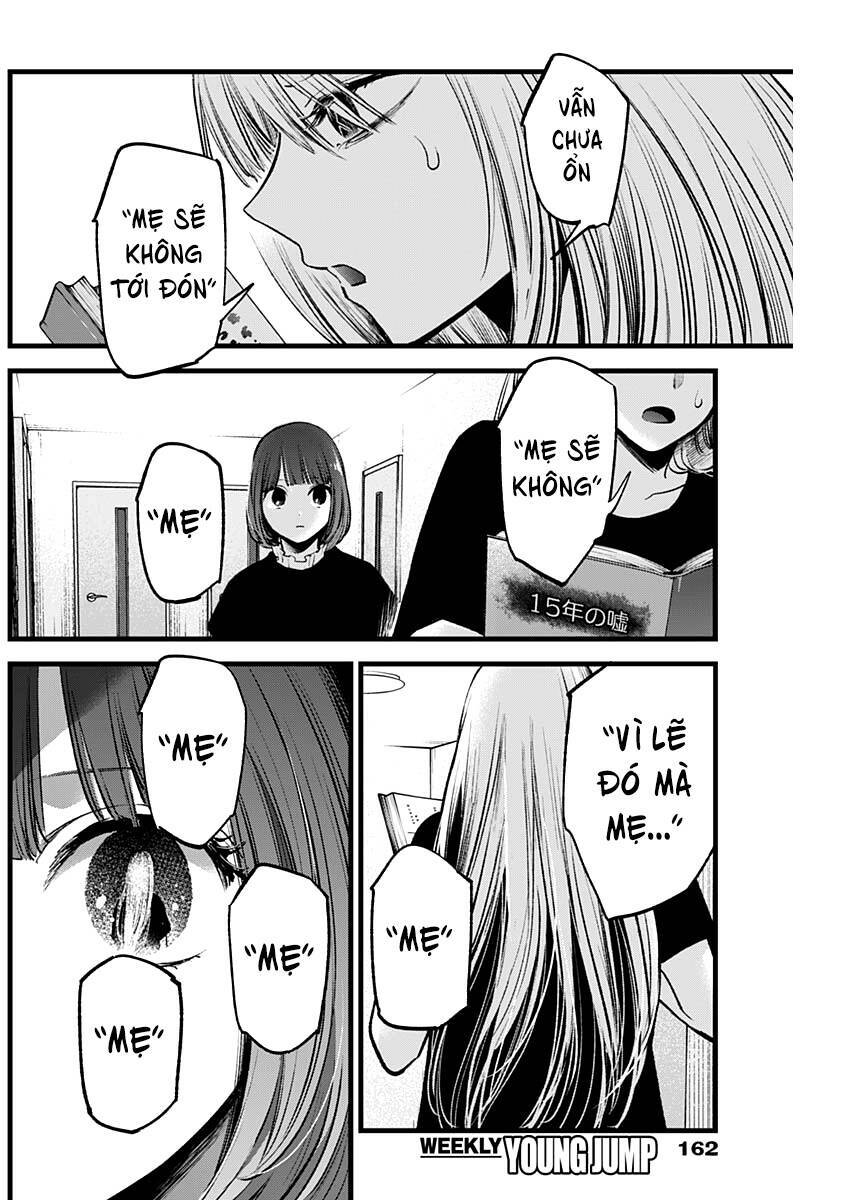 VẪN
CHƯA
ỔN
"MẸ SẼ
KHÔNG
TỚI ĐÓN"
"MẸ SẼ
KHÔNG"
"MẸ"
15年の嘘
"VÌ LẼ
ĐÓ MÀ
MẸ..."
"MẸ"
"MẸ"
"MẸ"
"MẸ"
WEEKLY YOUNG JUMP 162